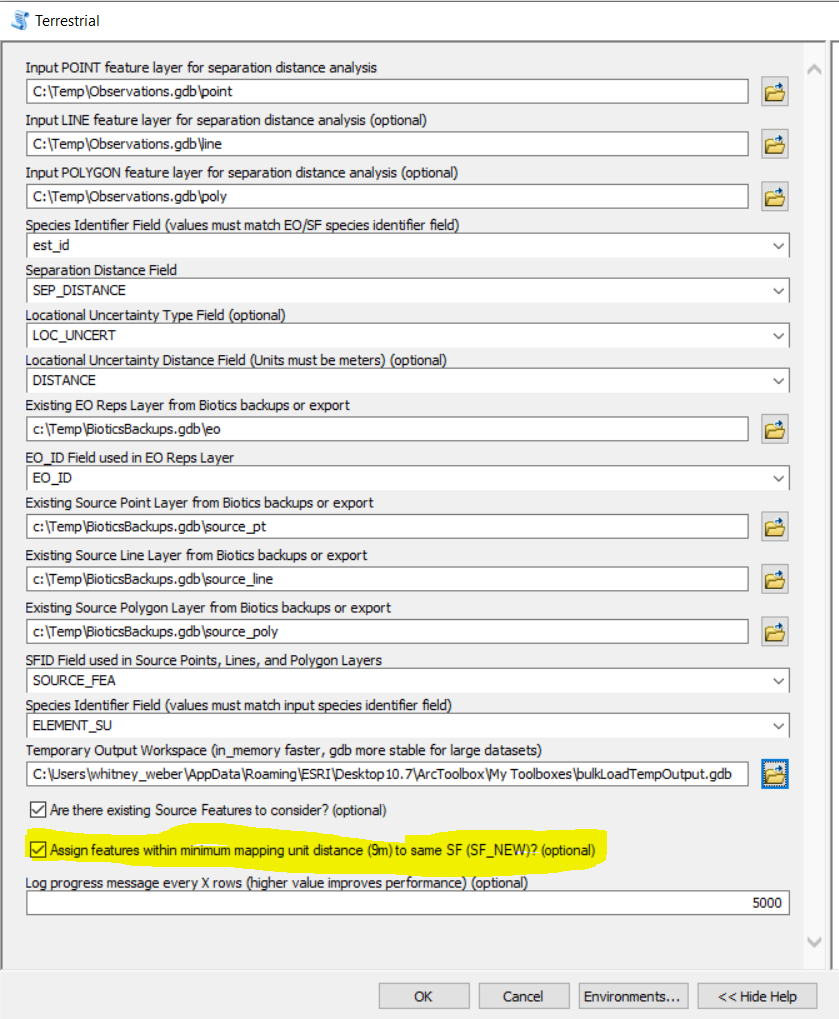 Terrestrial
Input POINT feature layer for separation distance analysis
C:\Temp\Observations.gdb\point
Input LINE feature layer for separation distance analysis (optional)
C:\Temp\Observations.gdb\line
Input POLYGON feature layer for separation distance analysis (optional)
C:\Temp\Observations.gdb\poly
Species Identifier Field (values must match EO/SF species identifier field)
est_id
Separation Distance Field
SEP_DISTANCE
Locational Uncertainty Type Field (optional)
LOC_UNCERT
Locational Uncertainty Distance Field (Units must be meters) (optional)
DISTANCE
Existing EO Reps Layer from Biotics backups or export
c:\Temp\BioticsBackups.gdb\eo
EO_ID Field used in EO Reps Layer
EO_ID
Existing Source Point Layer from Biotics backups or export
c:\Temp\BioticsBackups.gdb\source_pt
Existing Source Line Layer from Biotics backups or export
c:\Temp\BioticsBackups.gdb\source_line
Existing Source Polygon Layer from Biotics backups or export
c:\Temp\BioticsBackups.gdb\source_poly
SFID Field used in Source Points, Lines, and Polygon Layers
SOURCE_FEA
Species Identifier Field (values must match input species identifier field)
ELEMENT_SU
Temporary Output Workspace (in_memory faster, gdb more stable for large datasets)
C:\Users\whitney_weber\AppData\Roaming\ESRI\Desktop10.7\ArcToolbox\My Toolboxes\bulkLoadTempOutput.gdb
Are there existing Source Features to consider? (optional)
Assign features within minimum mapping unit distance (9m) to same SF (SF_NEW)? (optional)
Log progress message every X rows (higher value improves performance) (optional)
5000
OK Cancel Environments... << Hide Help